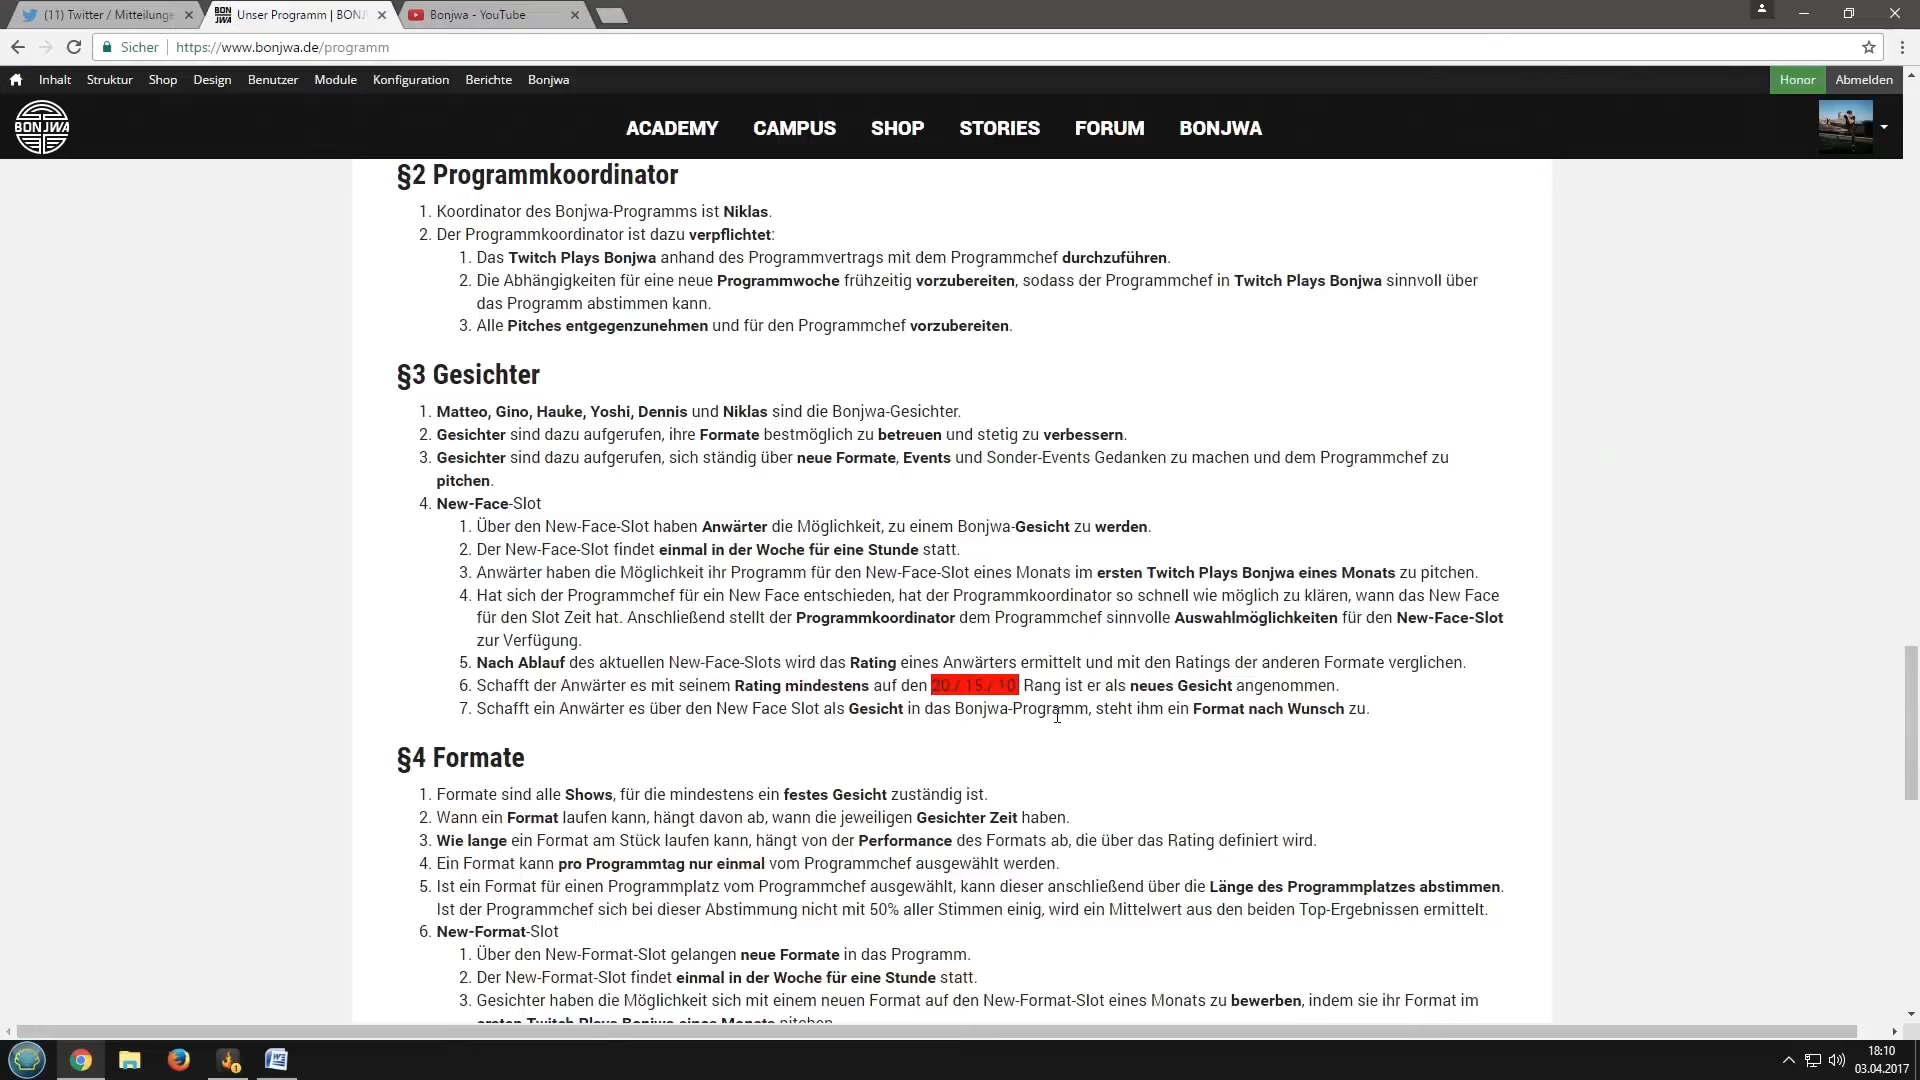 (11) Twitter / Mitteilunge
Unser Programm | BONJ
Bonjwa - YouTube
Sicher
https://www.bonjwa.de/programm
Inhalt Struktur Shop Design Benutzer Module Konfiguration Berichte Bonjwa Honor Abmelden
BONJWA
ACADEMY CAMPUS SHOP STORIES FORUM BONJWA
§2 Programmkoordinator
1. Koordinator des Bonjwa-Programms ist Niklas.
2. Der Programmkoordinator ist dazu verpflichtet:
1. Das Twitch Plays Bonjwa anhand des Programmvertrags mit dem Programmchef durchzuführen.
2. Die Abhängigkeiten für eine neue Programmwoche frühzeitig vorzubereiten, sodass der Programmchef in Twitch Plays Bonjwa sinnvoll über
das Programm abstimmen kann.
3. Alle Pitches entgegenzunehmen und für den Programmchef vorzubereiten.
§3 Gesichter
1. Matteo, Gino, Hauke, Yoshi, Dennis und Niklas sind die Bonjwa-Gesichter.
2. Gesichter sind dazu aufgerufen, ihre Formate bestmöglich zu betreuen und stetig zu verbessern.
3. Gesichter sind dazu aufgerufen, sich ständig über neue Formate, Events und Sonder-Events Gedanken zu machen und dem Programmchef zu
pitchen.
4. New-Face-Slot
1. Über den New-Face-Slot haben Anwärter die Möglichkeit, zu einem Bonjwa-Gesicht zu werden.
2. Der New-Face-Slot findet einmal in der Woche für eine Stunde statt.
3. Anwärter haben die Möglichkeit ihr Programm für den New-Face-Slot eines Monats im ersten Twitch Plays Bonjwa eines Monats zu pitchen.
4. Hat sich der Programmchef für ein New Face entschieden, hat der Programmkoordinator so schnell wie möglich zu klären, wann das New Face
für den Slot Zeit hat. Anschließend stellt der Programmkoordinator dem Programmchef sinnvolle Auswahlmöglichkeiten für den New-Face-Slot
zur Verfügung.
5. Nach Ablauf des aktuellen New-Face-Slots wird das Rating eines Anwärters ermittelt und mit den Ratings der anderen Formate verglichen.
6. Schafft der Anwärter es mit seinem Rating mindestens auf den 20./ 15./ 10. Rang ist er als neues Gesicht angenommen.
7. Schafft ein Anwärter es über den New Face Slot als Gesicht in das Bonjwa-Programm, steht ihm ein Format nach Wunsch zu.
§4 Formate
1. Formate sind alle Shows, für die mindestens ein festes Gesicht zuständig ist.
2. Wann ein Format laufen kann, hängt davon ab, wann die jeweiligen Gesichter Zeit haben.
3. Wie lange ein Format am Stück laufen kann, hängt von der Performance des Formats ab, die über das Rating definiert wird.
4. Ein Format kann pro Programmtag nur einmal vom Programmchef ausgewählt werden.
5. Ist ein Format für einen Programmplatz vom Programmchef ausgewählt, kann dieser anschließend über die Länge des Programmplatzes abstimmen.
Ist der Programmchef sich bei dieser Abstimmung nicht mit 50% aller Stimmen einig, wird ein Mittelwert aus den beiden Top-Ergebnissen ermittelt.
6. New-Format-Slot
1. Über den New-Format-Slot gelangen neue Formate in das Programm.
2. Der New-Format-Slot findet einmal in der Woche für eine Stunde statt.
3. Gesichter haben die Möglichkeit sich mit einem neuen Format auf den New-Format-Slot eines Monats zu bewerben, indem sie ihr Format im
ersten Twitch Plays Bonjwa eines Monats pitchen.
18:10
03.04.2017